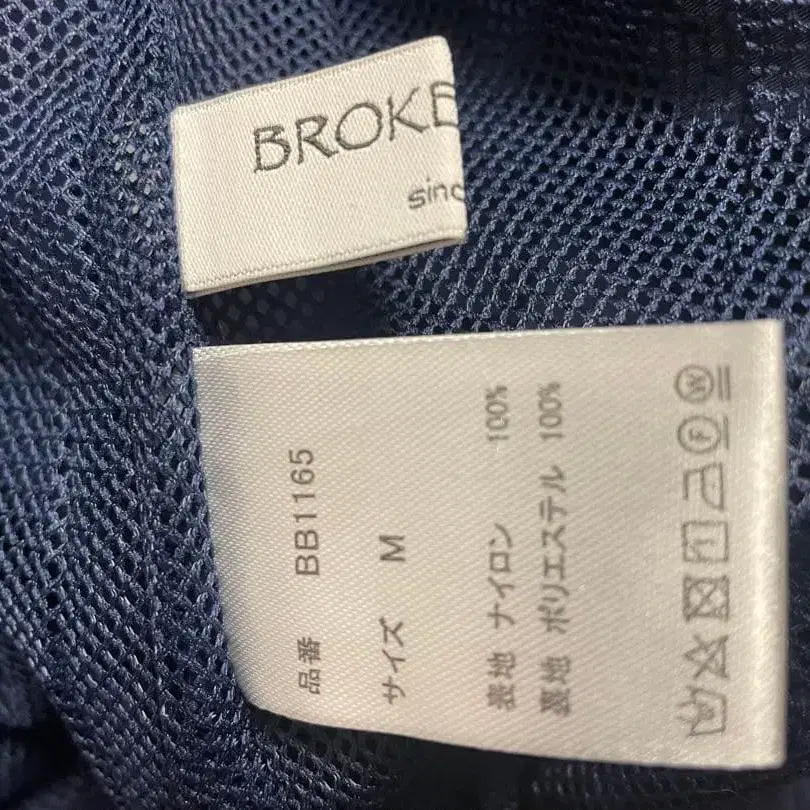 BROKE
sinc
品番 BB1165
サイズ M
表地 ナイロン 100%
裏地 ポリエステル 100%
W
F